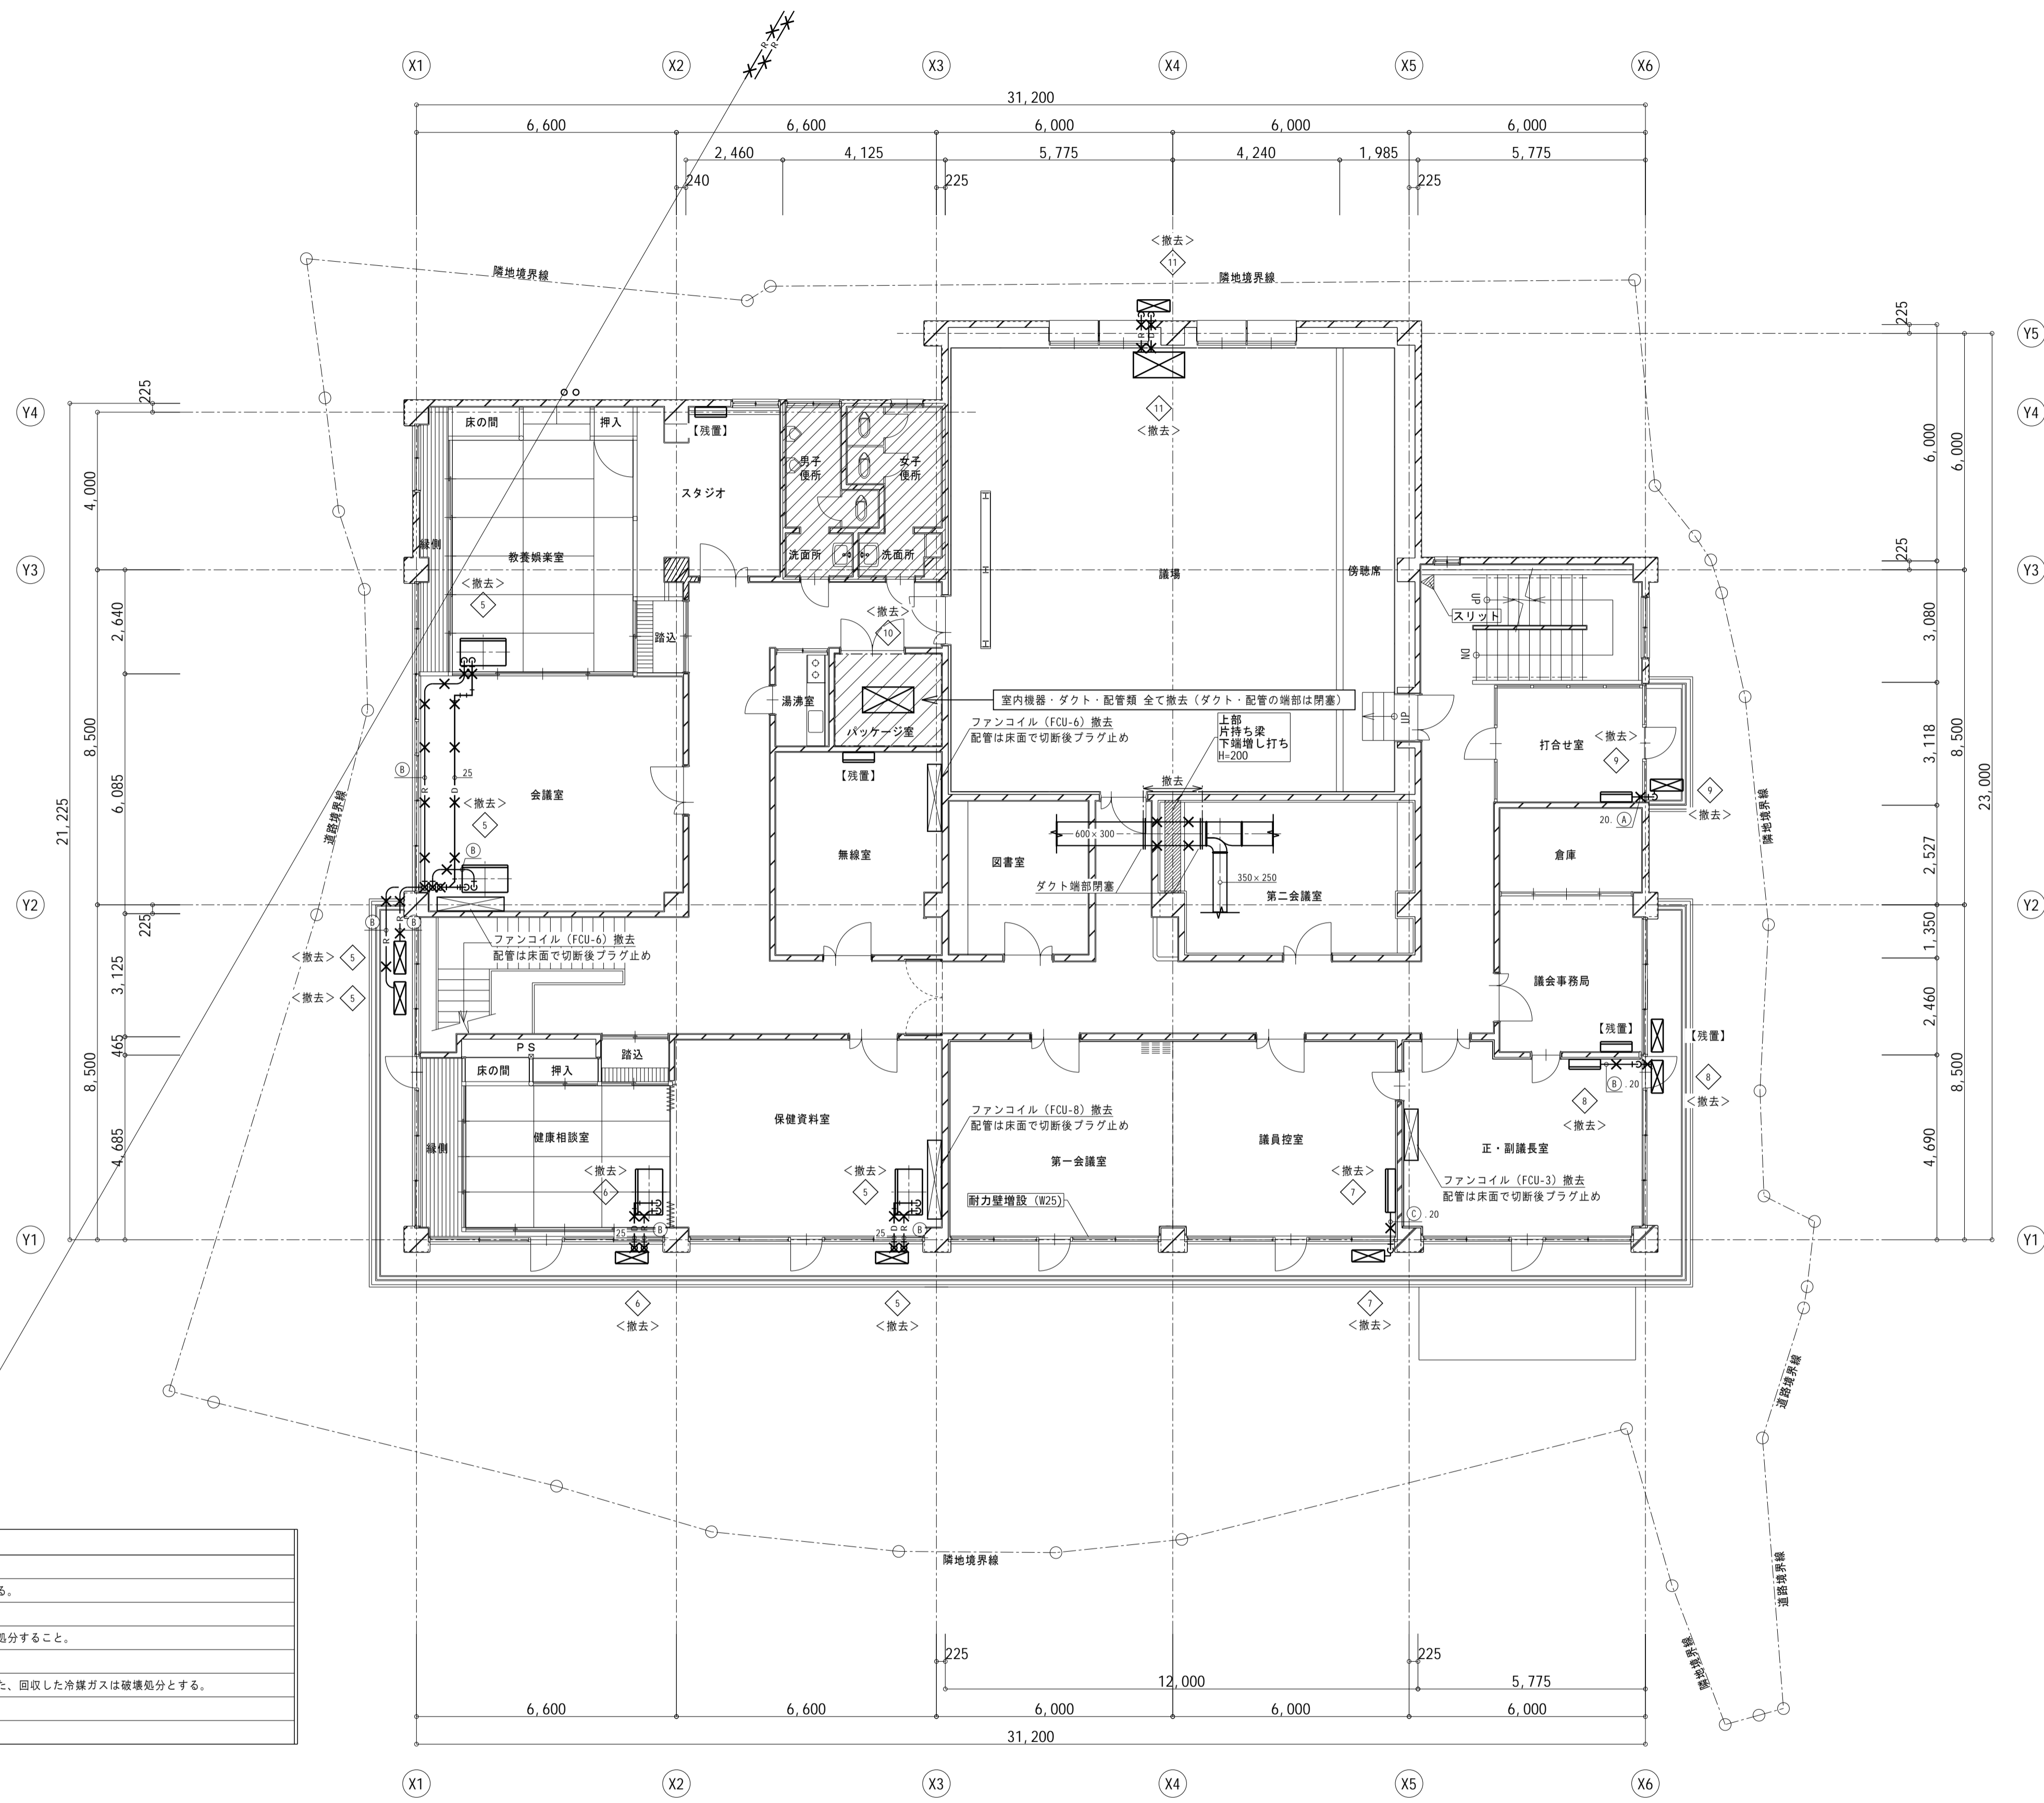 R
R
X1
X2
X3
X4
X5
X6
31,200
6,600
6,600
6,000
6,000
6,000
2,460
4,125
5,775
4,240
1,985
5,775
240
225
225
<撤去>
11
隣地境界線
隣地境界線
225
Y5
225
R
D
Y4
Y4
床の間
押入
【残置】
11
<撤去>
男子
便所
女子
便所
4,000
6,000
6,000
スタジオ
縁側
教養娯楽室
洗面所
洗面所
225
Y3
議場
傍聴席
Y3
<撤去>
5
UP
スリット
<撤去>
10
2,640
踏込
DN
3,080
湯沸室
室内機器・ダクト・配管類 全て撤去(ダクト・配管の端部は閉塞)
パッケージ室
ファンコイル(FCU-6)撤去
配管は床面で切断後プラグ止め
上部
片持ち梁
下端増し打ち
H=200
UP
打合せ室
<撤去>
9
8,500
3,118
8,500
23,000
【残置】
B
R
D
25
撤去
9
<撤去>
会議室
<撤去>
5
6,085
21,225
20.
A
道路境界線
隣地境界線
600×300
B
無線室
図書室
倉庫
2,527
ダクト端部閉塞
350×250
第二会議室
Y2
Y2
225
B
B
R
R
ファンコイル(FCU-6)撤去
配管は床面で切断後プラグ止め
1,350
<撤去>
5
3,125
<撤去>
5
議会事務局
2,460
【残置】
【残置】
465
PS
床の間
押入
踏込
B
.20
8
<撤去>
8
<撤去>
8,500
8,500
4,685
4,690
縁側
健康相談室
保健資料室
ファンコイル(FCU-8)撤去
配管は床面で切断後プラグ止め
第一会議室
議員控室
正・副議長室
<撤去>
6
<撤去>
5
<撤去>
7
ファンコイル(FCU-3)撤去
配管は床面で切断後プラグ止め
耐力壁増設(W25)
C
.20
25
D
R
B
25
D
R
B
Y1
Y1
6
<撤去>
5
<撤去>
7
<撤去>
道路境界線
隣地境界線
道路境界線
隣地境界線
る。
処分すること。
た、回収した冷媒ガスは破壊処分とする。
225
225
12,000
5,775
6,600
6,600
6,000
6,000
6,000
31,200
X1
X2
X3
X4
X5
X6